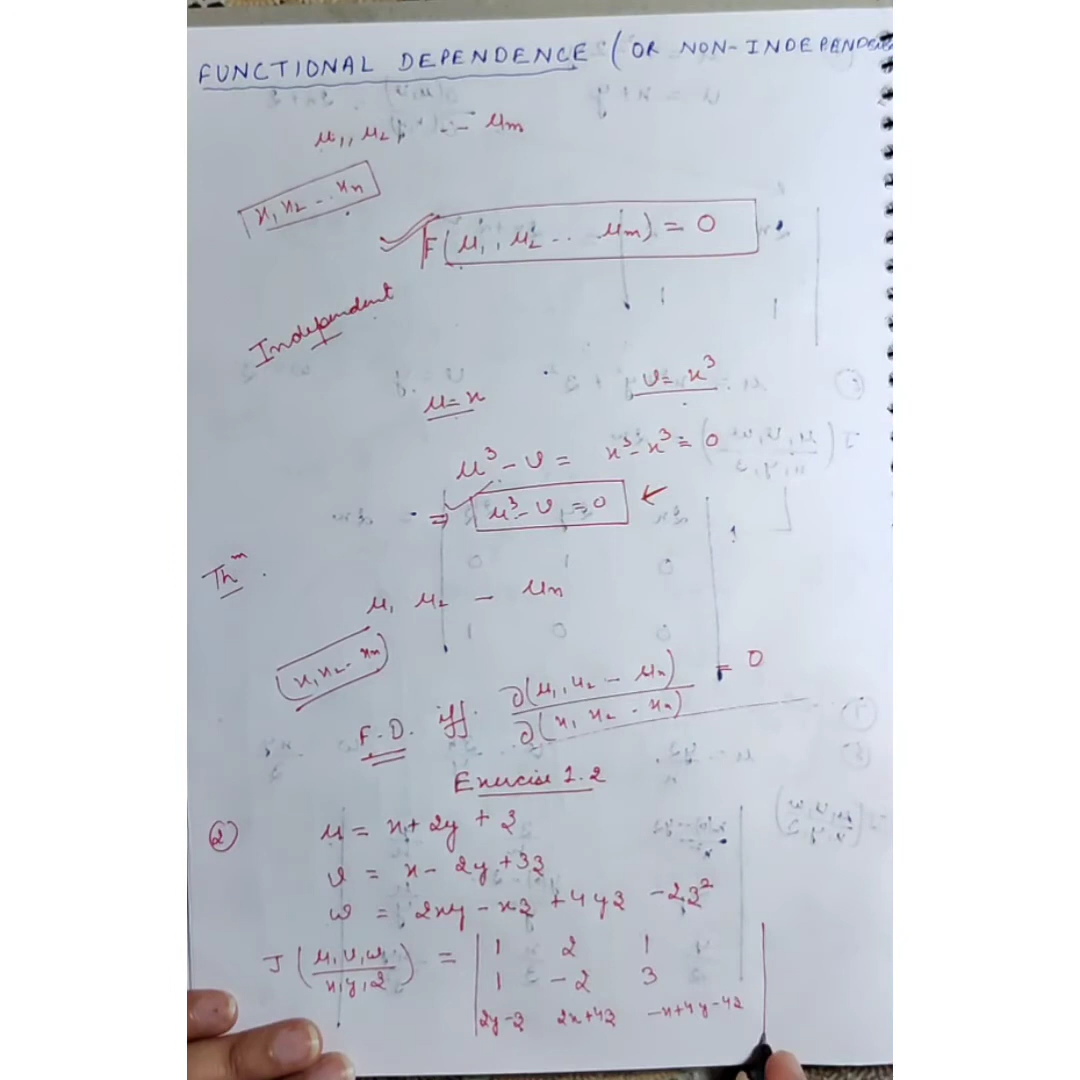 FUNCTIONAL DEPENDENCE (OR NON-INDEPENDE
u₁, u₂ - - uₘ
x₁ x₂ - .. xₙ
F(u₁, u₂ .. uₘ) = 0
Independent
u = x v = x³
u³ - v = x³ - x³ = 0
= u³ - v = 0 ←
Thᵐ.
u₁ u₂ - uₙ
(x₁ x₂ - xₙ)
F.D. iff. ∂(u₁, u₂ - uₙ) / ∂(x₁ x₂ - xₙ) = 0
Exercise 1.2
② u = x + 2y + z
v = x - 2y + 3z
w = 2xy - xz + 4yz - 2z²
J (u, v, w / x, y, z) = | 1 2 1
1 -2 3
2y-z 2x+4z -x+4y-4z |